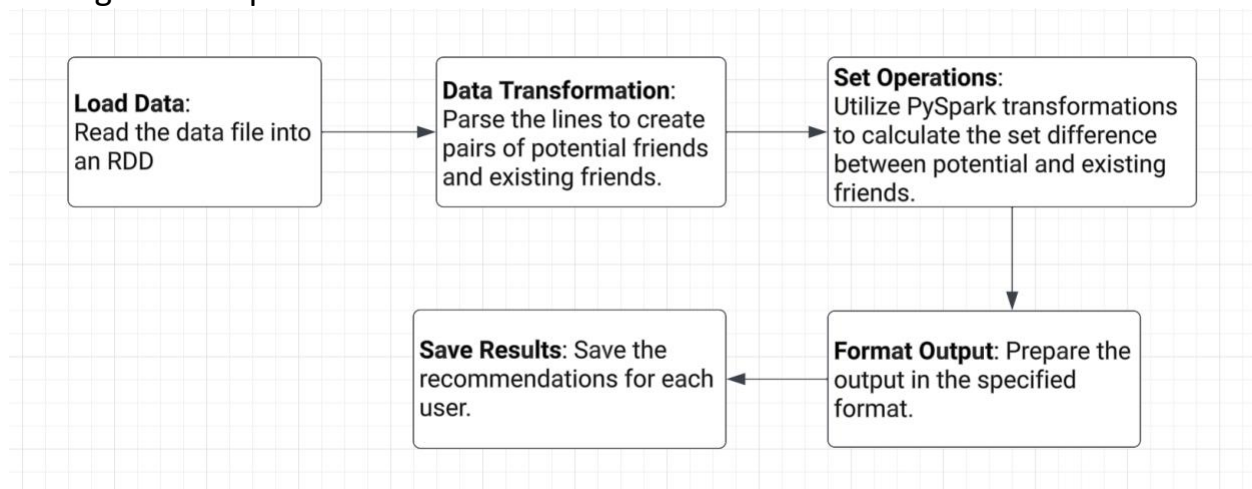 Load Data:
Read the data file into
an RDD
Data Transformation:
Parse the lines to create
pairs of potential friends
and existing friends.
Set Operations:
Utilize PySpark transformations
to calculate the set difference
between potential and existing
friends.
Format Output: Prepare the
output in the specified
format.
Save Results: Save the
recommendations for each
user.